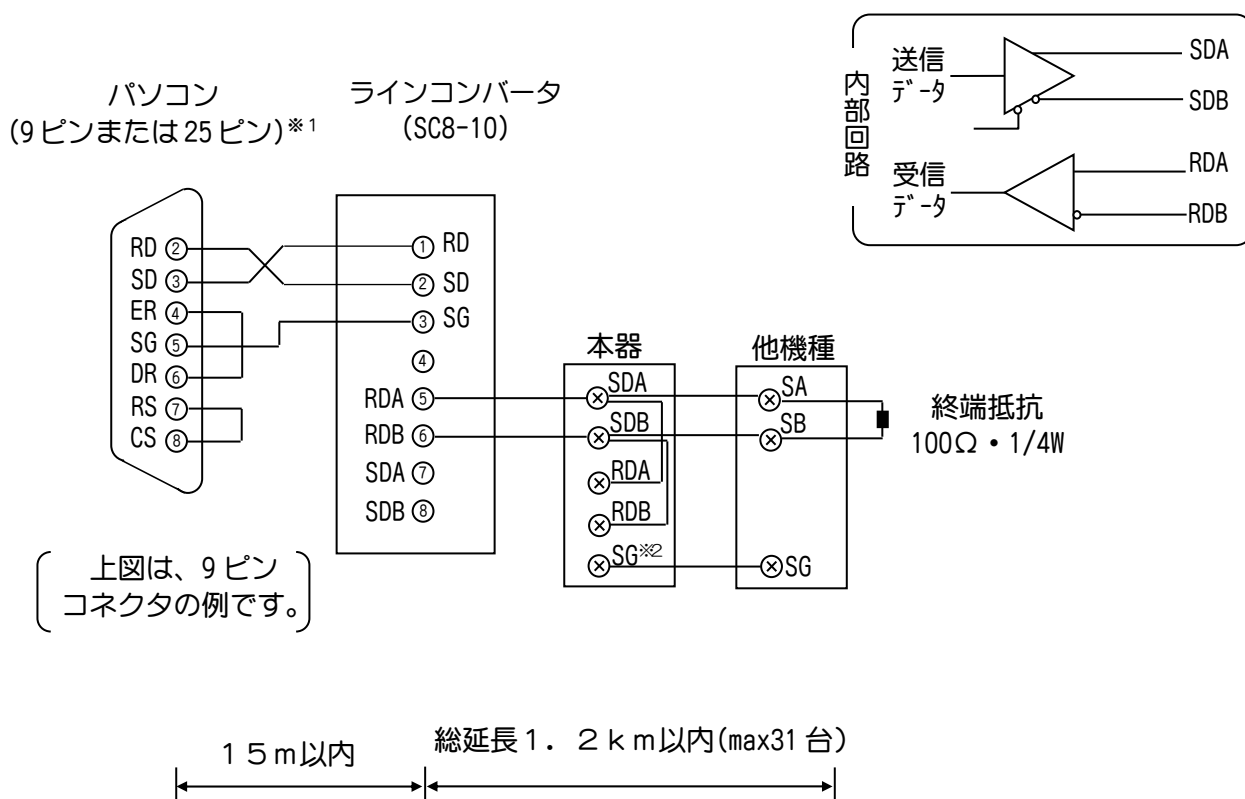 パソコン
(9ピンまたは25ピン)※1
ラインコンバータ
(SC8-10)
内部回路
送信
データ
SDA
SDB
受信
データ
RDA
RDB
RD ②
SD ③
ER ④
SG ⑤
DR ⑥
RS ⑦
CS ⑧
① RD
② SD
③ SG
④
RDA ⑤
RDB ⑥
SDA ⑦
SDB ⑧
本器
SDA
SDB
RDA
RDB
SG※2
他機種
SA
SB
SG
終端抵抗
100Ω・1/4W
上図は、9ピン
コネクタの例です。
15m以内
総延長1.2km以内(max31台)